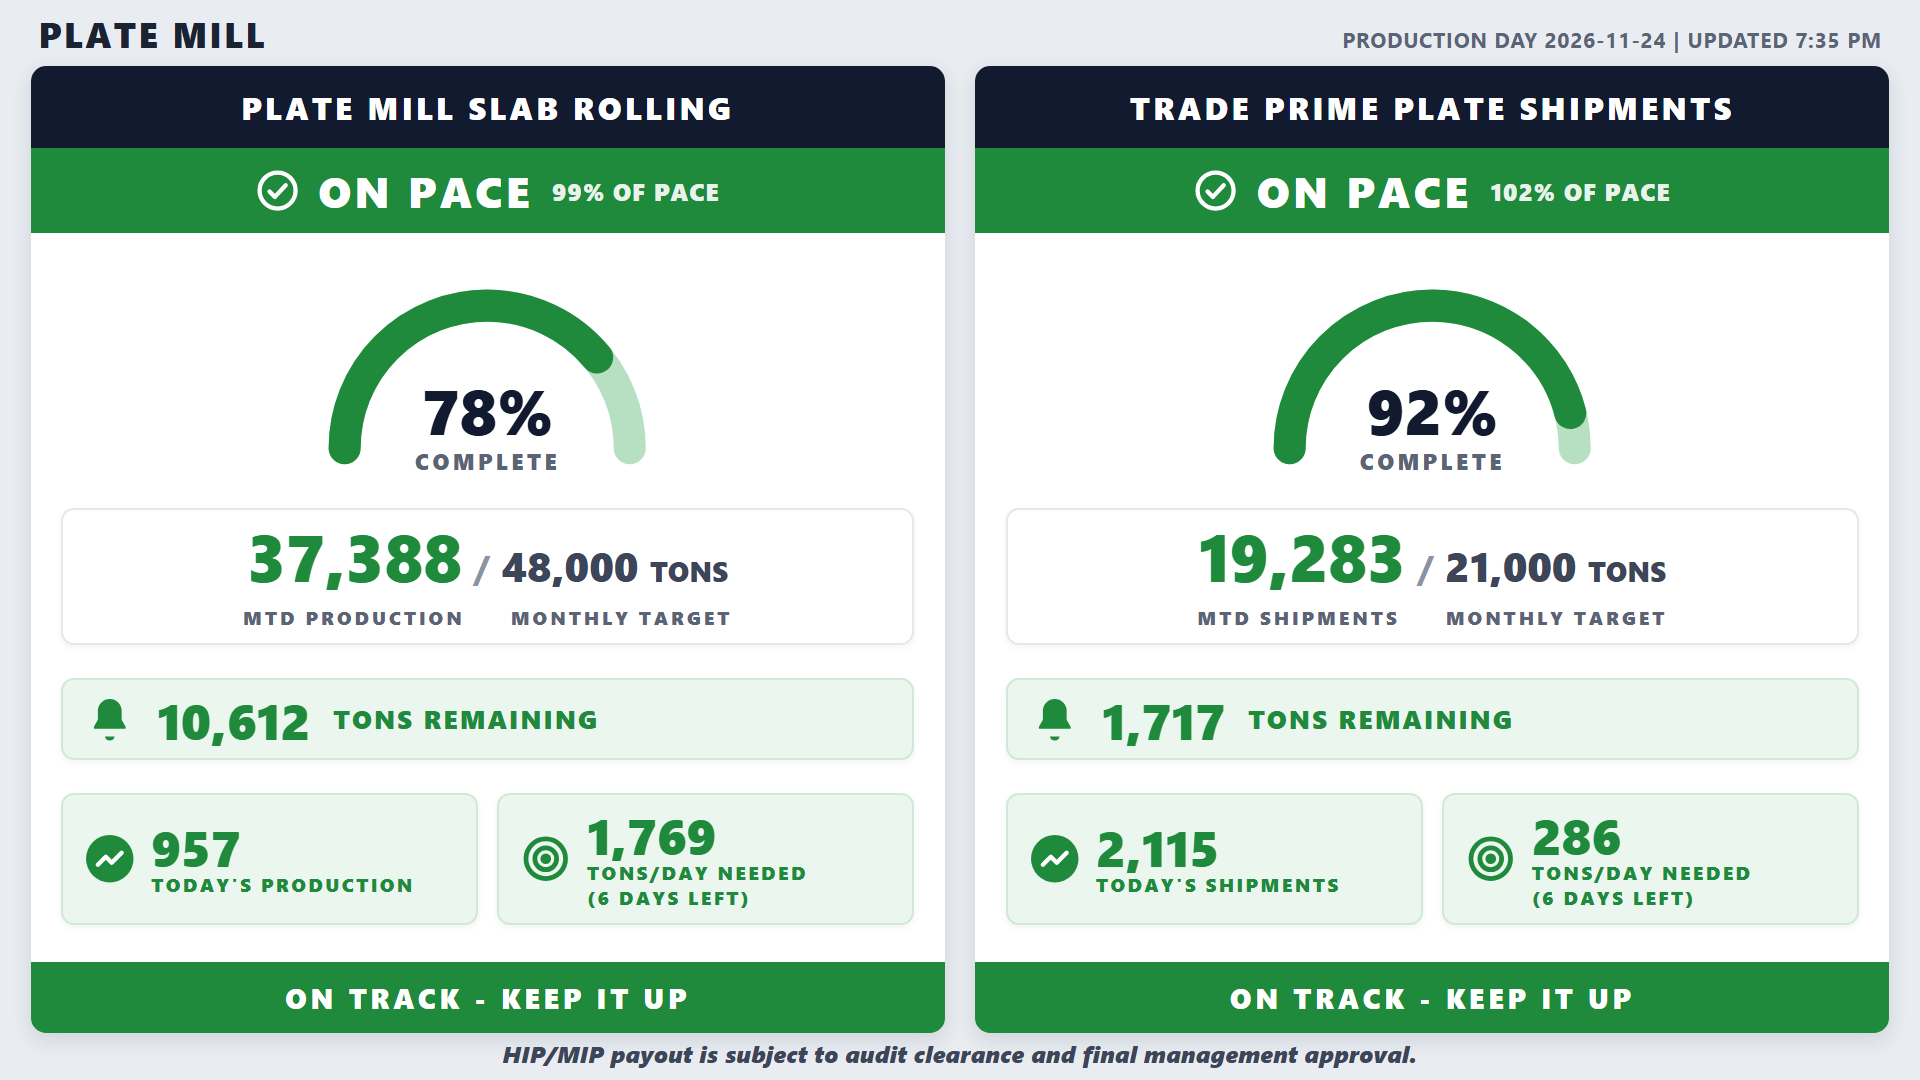 PLATE MILL
PRODUCTION DAY 2026-11-24 | UPDATED 7:35 PM
PLATE MILL SLAB ROLLING
ON PACE 99% OF PACE
78%
COMPLETE
37,388 / 48,000 TONS
MTD PRODUCTION MONTHLY TARGET
10,612 TONS REMAINING
957
TODAY'S PRODUCTION
1,769
TONS/DAY NEEDED
(6 DAYS LEFT)
ON TRACK - KEEP IT UP
TRADE PRIME PLATE SHIPMENTS
ON PACE 102% OF PACE
92%
COMPLETE
19,283 / 21,000 TONS
MTD SHIPMENTS MONTHLY TARGET
1,717 TONS REMAINING
2,115
TODAY'S SHIPMENTS
286
TONS/DAY NEEDED
(6 DAYS LEFT)
ON TRACK - KEEP IT UP
HIP/MIP payout is subject to audit clearance and final management approval.